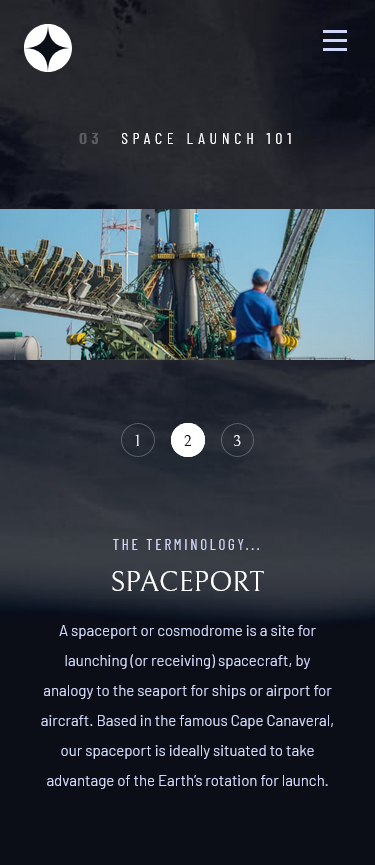 03 SPACE LAUNCH 101
1 2 3
THE TERMINOLOGY...
SPACEPORT
A spaceport or cosmodrome is a site for
launching (or receiving) spacecraft, by
analogy to the seaport for ships or airport for
aircraft. Based in the famous Cape Canaveral,
our spaceport is ideally situated to take
advantage of the Earth’s rotation for launch.